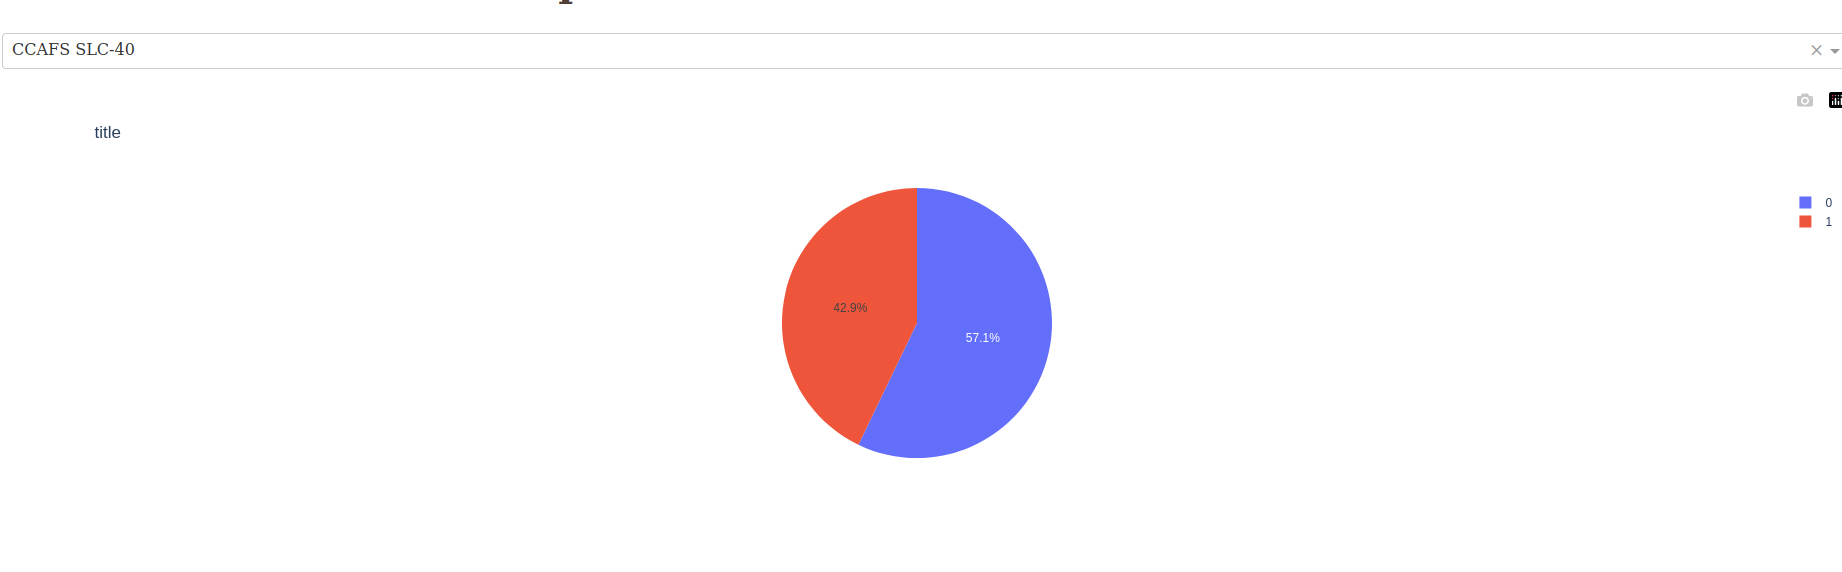 CCAFS SLC-40
title
0
1
42.9%
57.1%